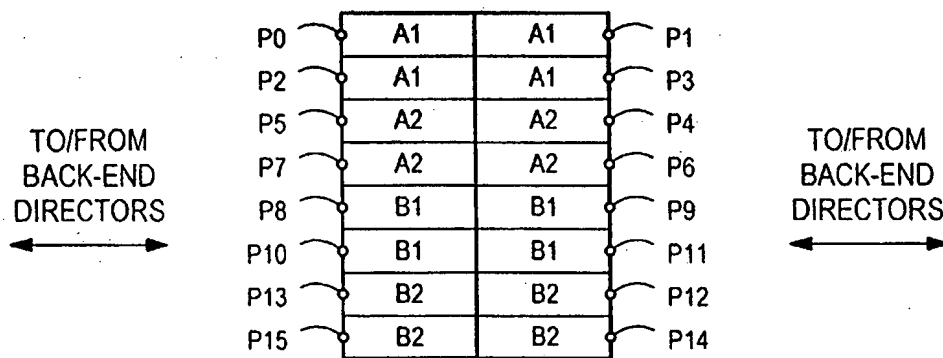 P0 A1 A1 P1
P2 A1 A1 P3
P5 A2 A2 P4
P7 A2 A2 P6
P8 B1 B1 P9
P10 B1 B1 P11
P13 B2 B2 P12
P15 B2 B2 P14
TO/FROM
BACK-END
DIRECTORS
TO/FROM
BACK-END
DIRECTORS